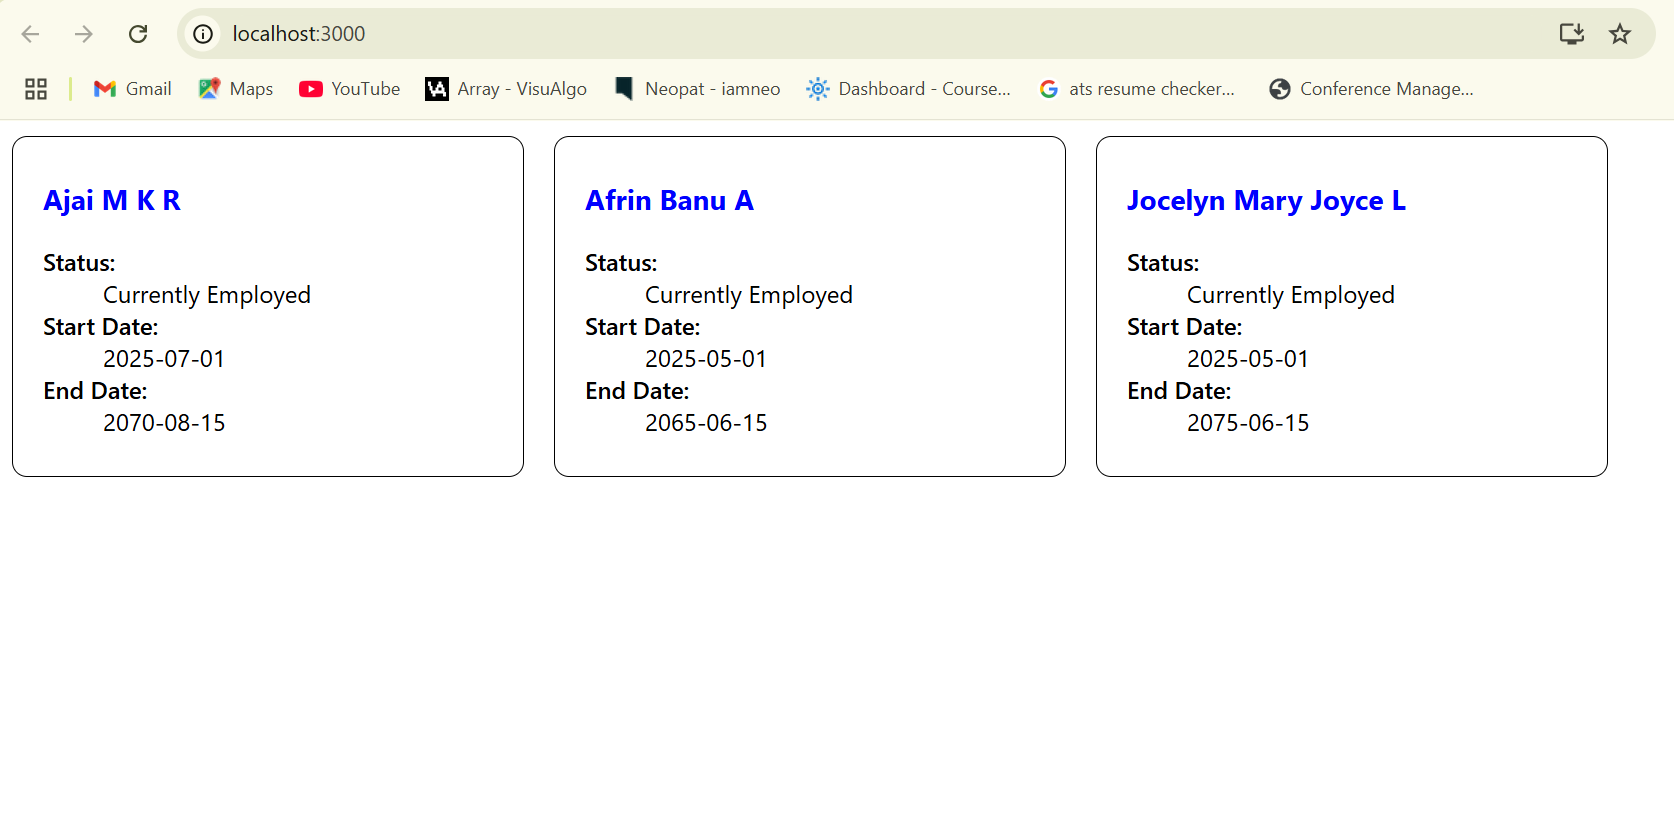 localhost:3000
Gmail Maps YouTube Array - VisuAlgo Neopat - iamneo Dashboard - Course... ats resume checker... Conference Manage...
Ajai M K R
Status:
Currently Employed
Start Date:
2025-07-01
End Date:
2070-08-15
Afrin Banu A
Status:
Currently Employed
Start Date:
2025-05-01
End Date:
2065-06-15
Jocelyn Mary Joyce L
Status:
Currently Employed
Start Date:
2025-05-01
End Date:
2075-06-15